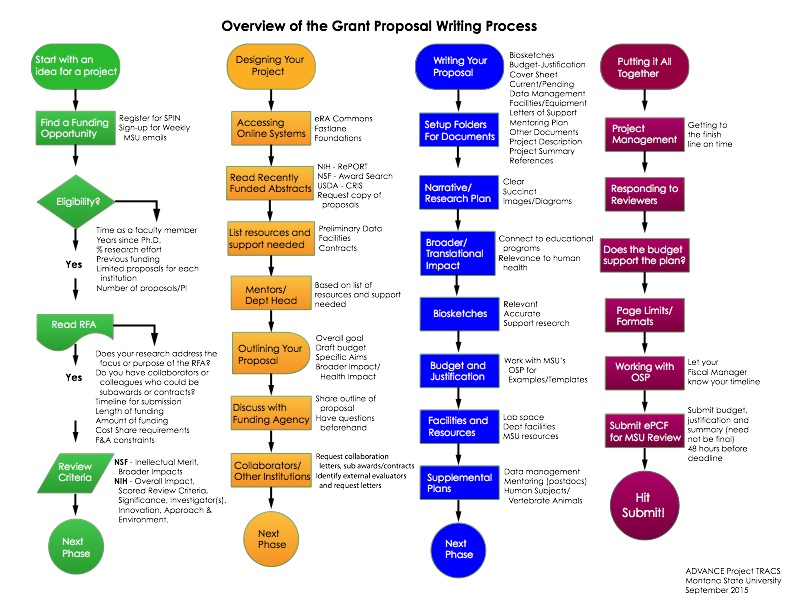 Overview of the Grant Proposal Writing Process
Start with an
idea for a project
Find a Funding
Opportunity
Register for SPIN
Sign-up for Weekly
MSU emails
Eligibility?
Time as a faculty member
Years since Ph.D.
% research effort
Previous funding
Limited proposals for each
institution
Number of proposals/PI
Yes
Read RFA
Does your research address the
focus or purpose of the RFA?
Do you have collaborators or
colleagues who could be
subawards or contracts?
Timeline for submission
Length of funding
Amount of funding
Cost Share requirements
F&A constraints
Yes
Review
Criteria
NSF - Inellectual Merit,
Broader Impacts
NIH - Overall Impact,
Scored Review Criteria,
Significance, Investigator(s),
Innovation, Approach &
Environment.
Next
Phase
Designing Your
Project
Accessing
Online Systems
eRA Commons
Fastlane
Foundations
Read Recently
Funded Abstracts
NIH - RePORT
NSF - Award Search
USDA - CRIS
Request copy of
proposals
List resources and
support needed
Preliminary Data
Facilities
Contracts
Mentors/
Dept Head
Based on list of
resources and support
needed
Outlining Your
Proposal
Overall goal
Draft budget
Specific Aims
Broader Impact/
Health Impact
Discuss with
Funding Agency
Share outline of
proposal
Have questions
beforehand
Collaborators/
Other Institutions
Request collaboration
letters, sub awards/contracts
Identify external evaluators
and request letters
Next
Phase
Writing Your
Proposal
Biosketches
Budget-Justification
Cover Sheet
Current/Pending
Data Management
Facilities/Equipment
Letters of Support
Mentoring Plan
Other Documents
Project Description
Project Summary
References
Setup Folders
For Documents
Narrative/
Research Plan
Clear
Succinct
Images/Diagrams
Broader/
Translational
Impact
Connect to educational
programs
Relevance to human
health
Biosketches
Relevant
Accurate
Support research
Budget and
Justification
Work with MSU's
OSP for
Examples/Templates
Facilities and
Resources
Lab space
Dept facilities
MSU resources
Supplemental
Plans
Data management
Mentoring (postdocs)
Human Subjects/
Vertebrate Animals
Next
Phase
Putting it All
Together
Project
Management
Getting to
the finish
line on time
Responding to
Reviewers
Does the budget
support the plan?
Page Limits/
Formats
Working with
OSP
Let your
Fiscal Manager
know your timeline
Submit ePCF
for MSU Review
Submit budget,
justification and
summary (need
not be final)
48 hours before
deadline
Hit
Submit!
ADVANCE Project TRACS
Montana State University
September 2015